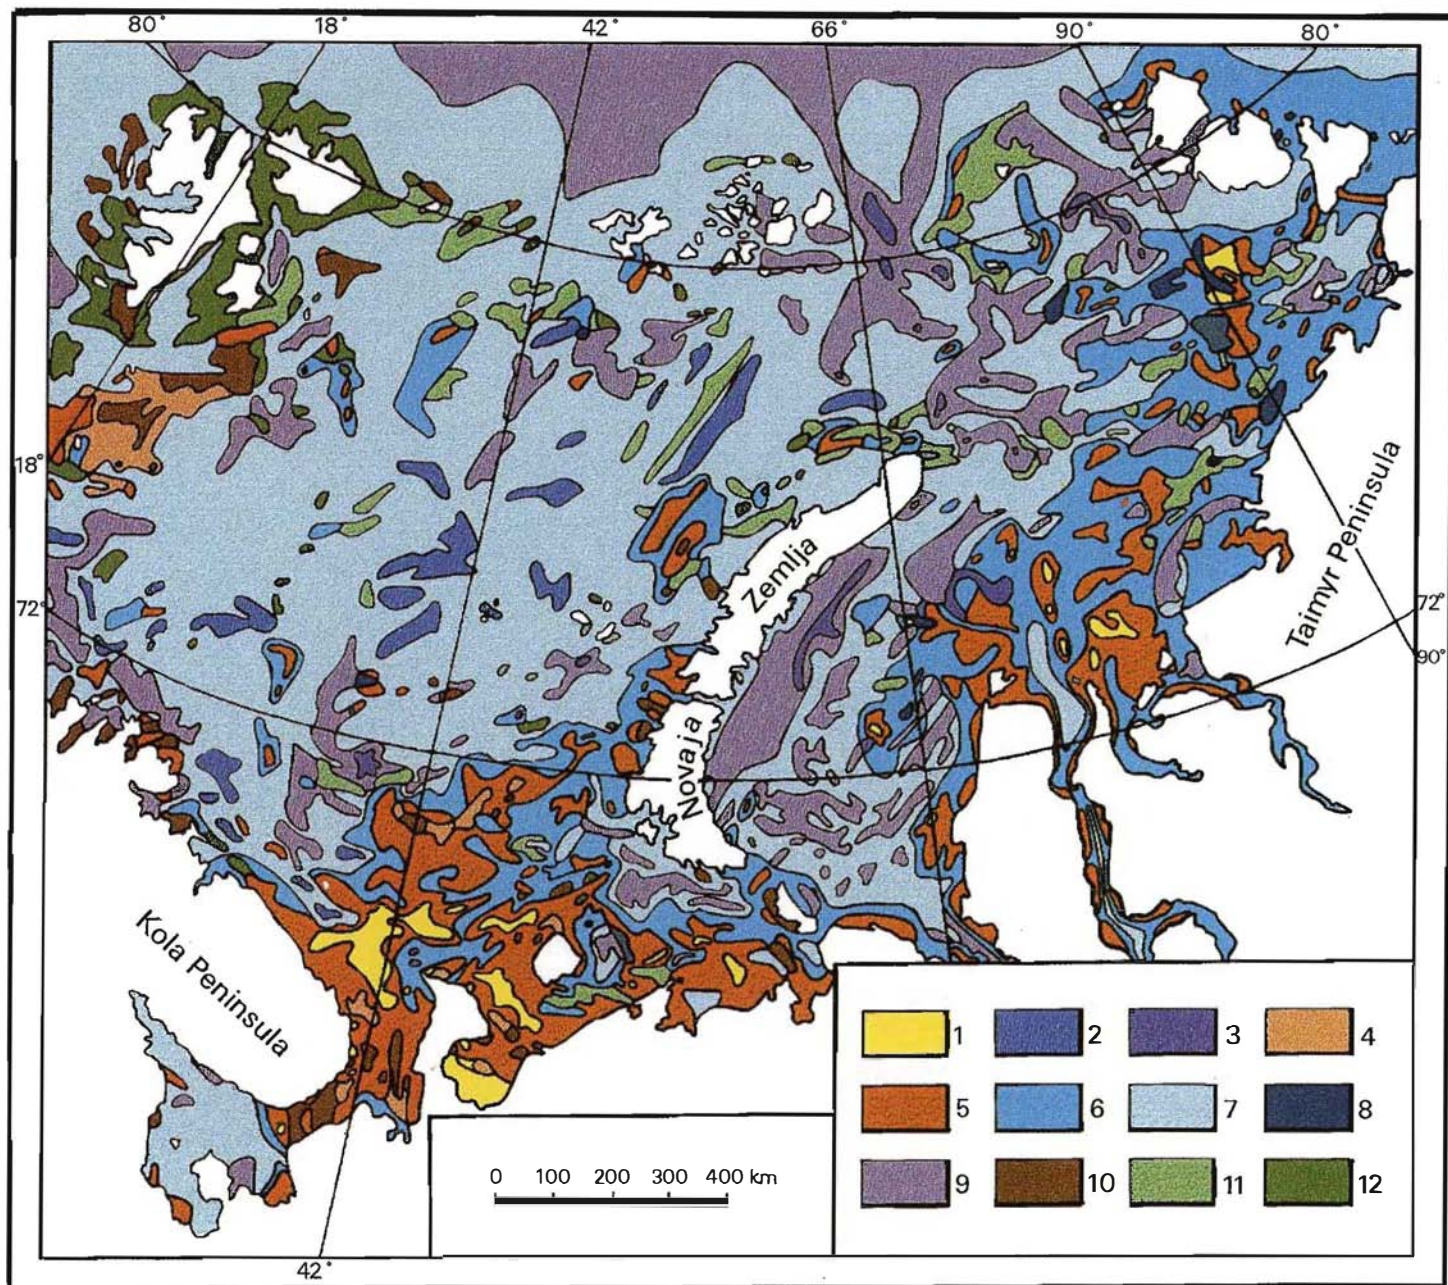 80° 18° 42° 66° 90° 80°
18°
Taimyr Peninsula
Zemlja
72° 72°
90°
Novaja
Kola Peninsula
1 2 3 4
5 6 7 8
9 10 11 12
0 100 200 300 400 km
42°